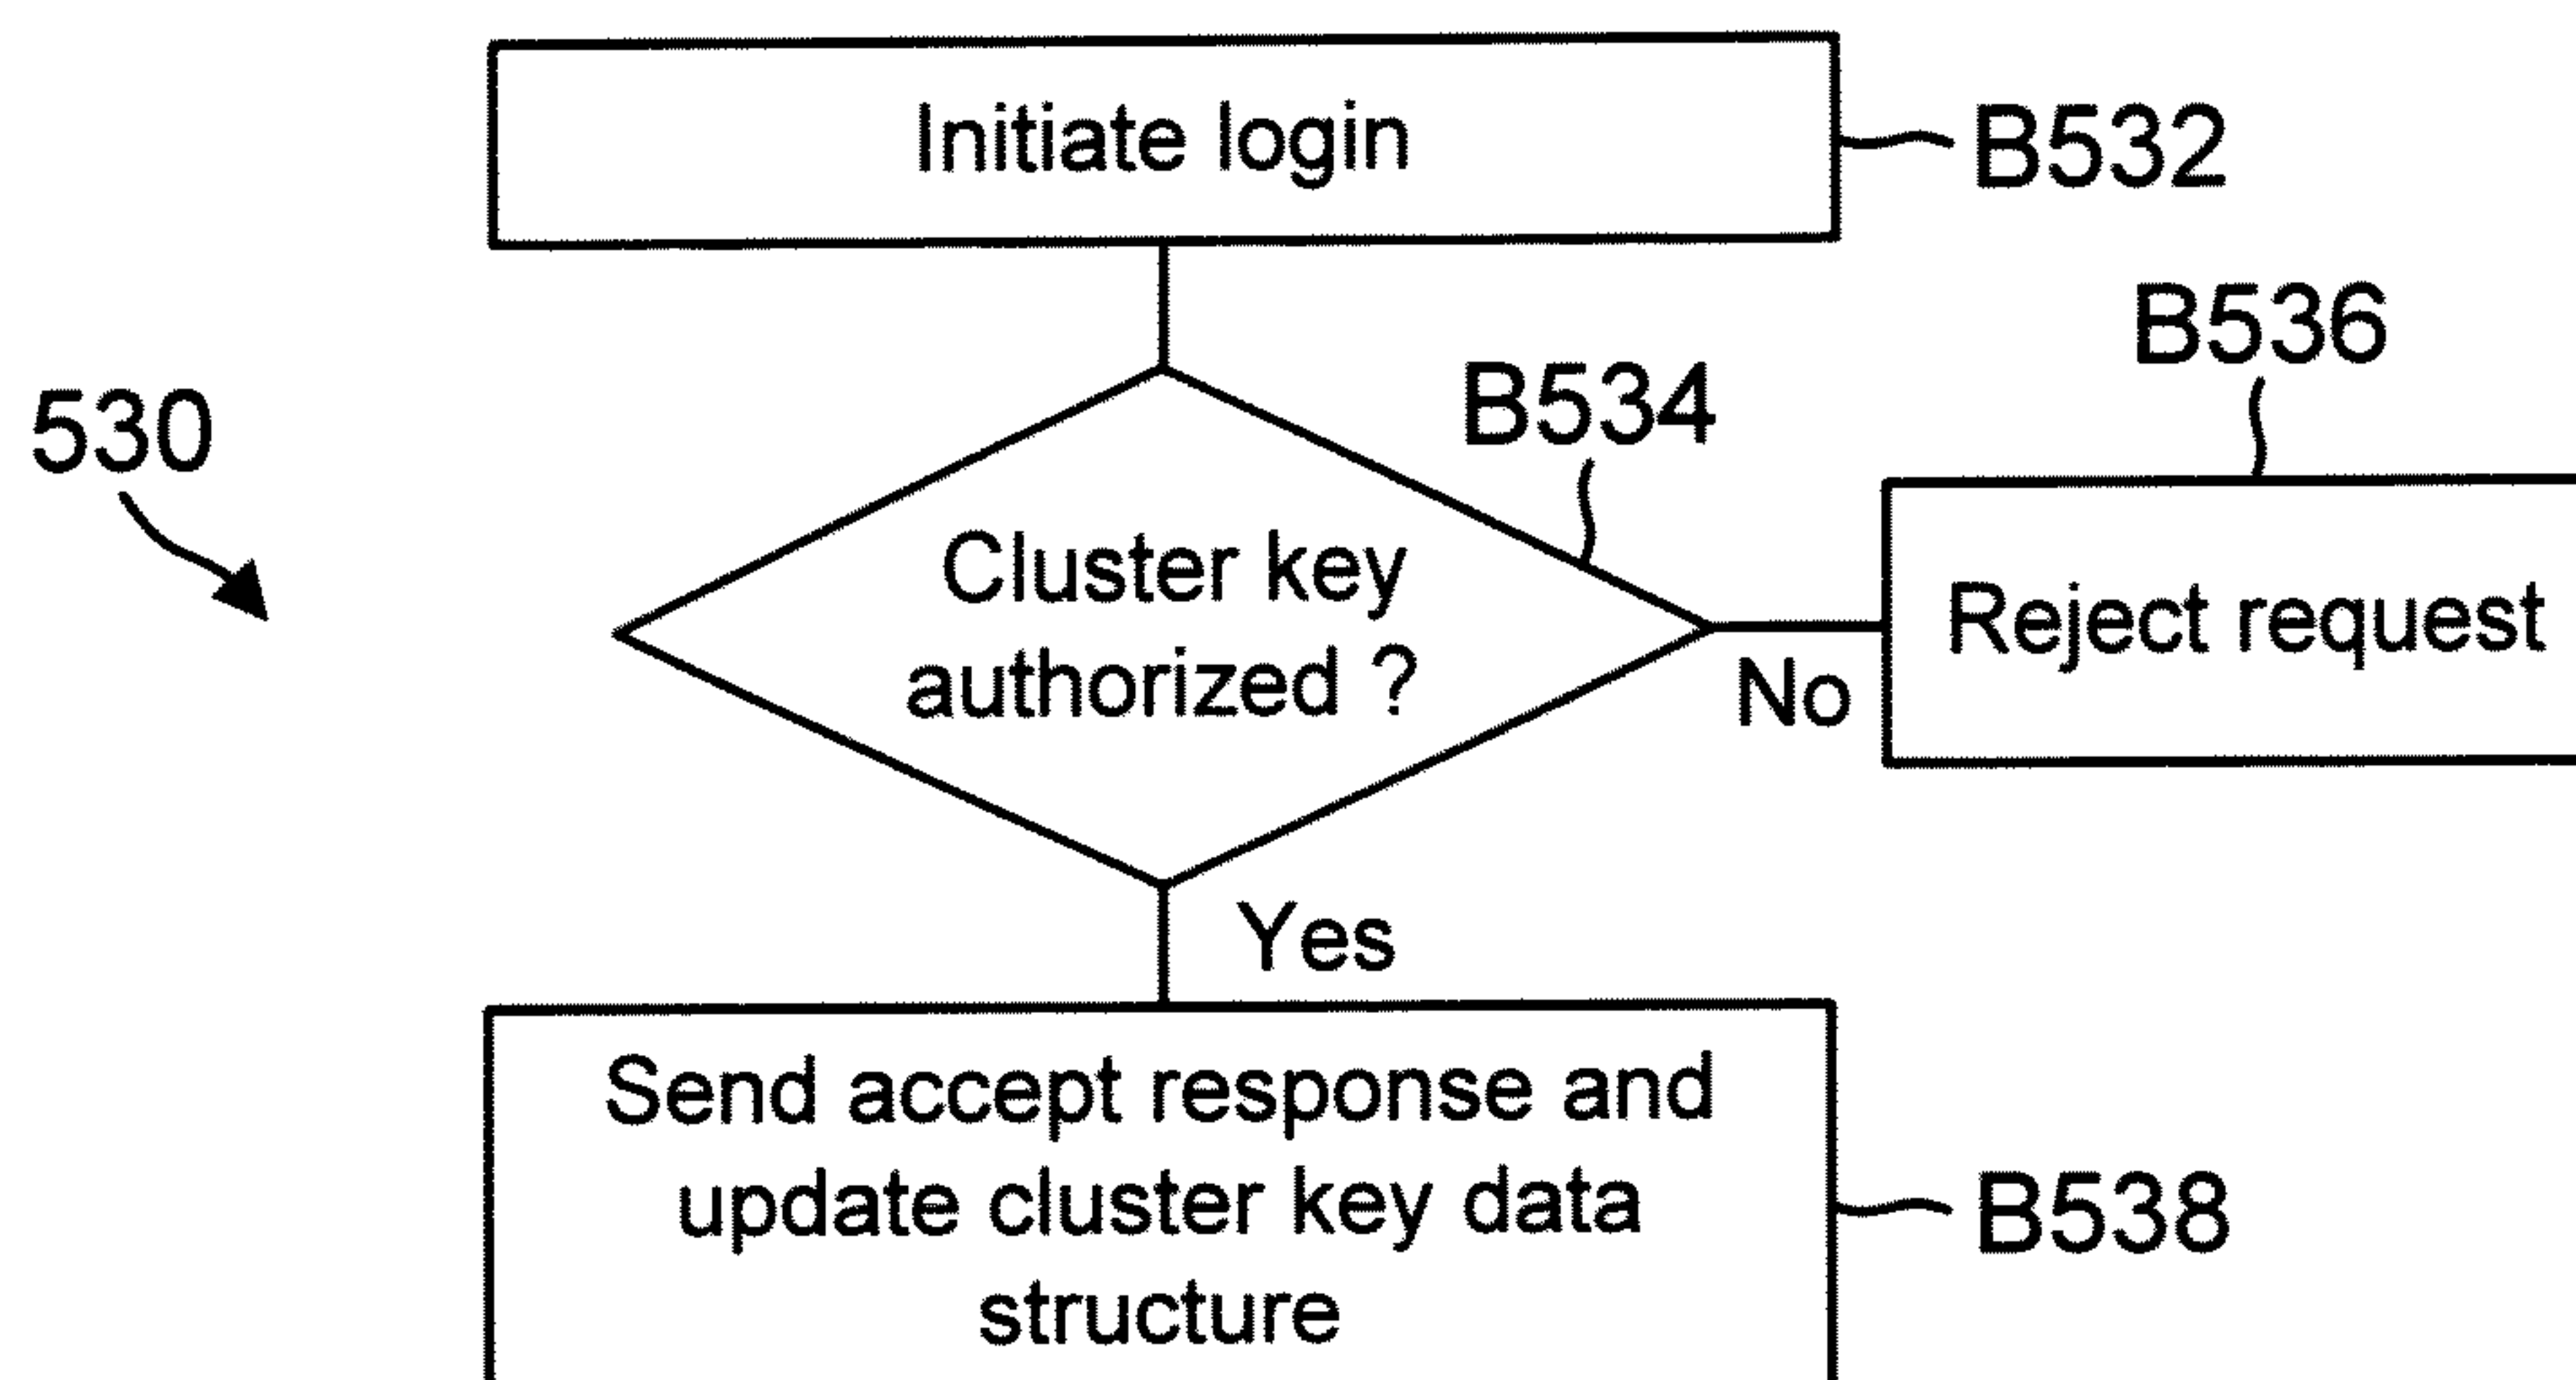 Initiate login
B532
B536
B534
530
Cluster key
authorized ?
Reject request
No
Yes
Send accept response and
update cluster key data
structure
B538